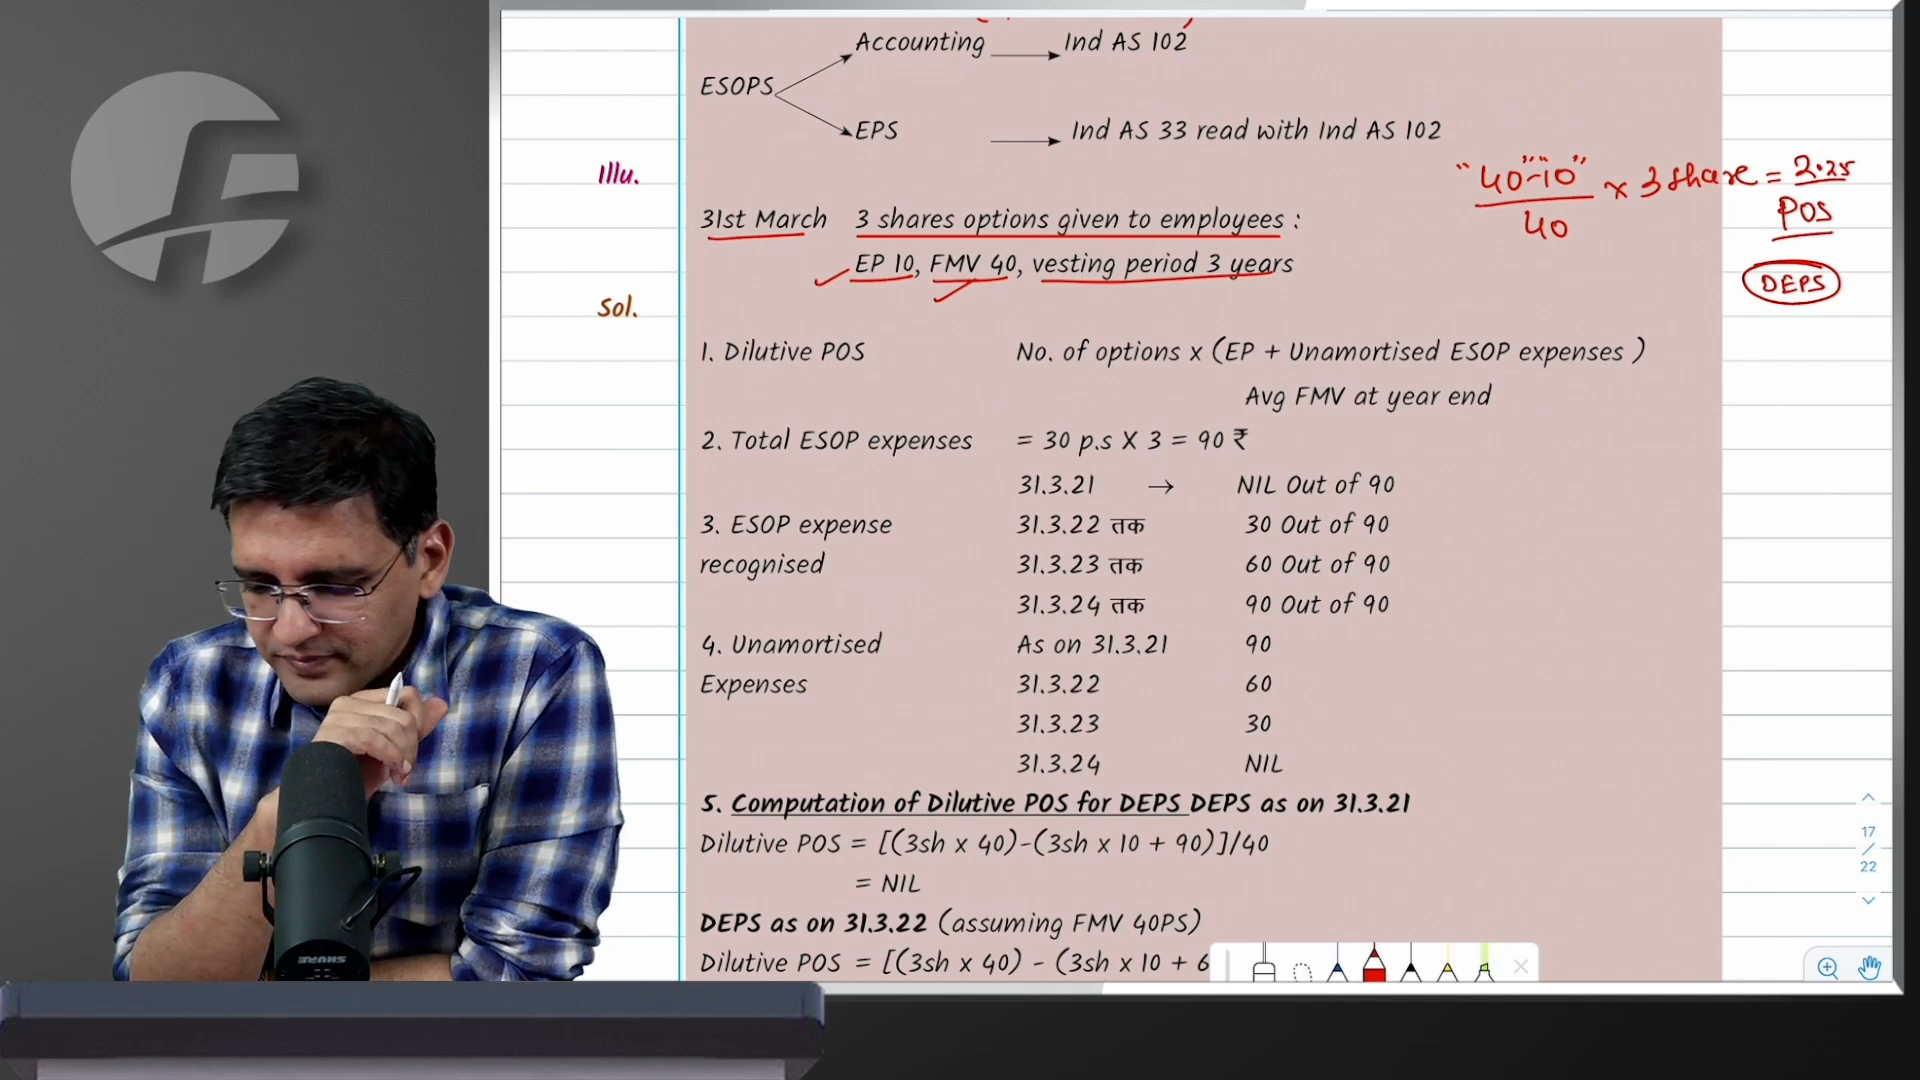 Accounting → Ind AS 102
ESOPS
EPS → Ind AS 33 read with Ind AS 102
Illu.
"40"-"10" / 40 x 3 share = 2.25
POS
DEPS
31st March 3 shares options given to employees :
EP 10, FMV 40, vesting period 3 years
Sol.
1. Dilutive POS No. of options x (EP + Unamortised ESOP expenses )
Avg FMV at year end
2. Total ESOP expenses = 30 p.s X 3 = 90 ₹
31.3.21 → NIL Out of 90
3. ESOP expense 31.3.22 तक 30 Out of 90
recognised 31.3.23 तक 60 Out of 90
31.3.24 तक 90 Out of 90
4. Unamortised As on 31.3.21 90
Expenses 31.3.22 60
31.3.23 30
31.3.24 NIL
5. Computation of Dilutive POS for DEPS DEPS as on 31.3.21
Dilutive POS = [(3sh x 40)-(3sh x 10 + 90)]/40
= NIL
DEPS as on 31.3.22 (assuming FMV 40PS)
Dilutive POS = [(3sh x 40) - (3sh x 10 + 6
17
/
22
SHURE